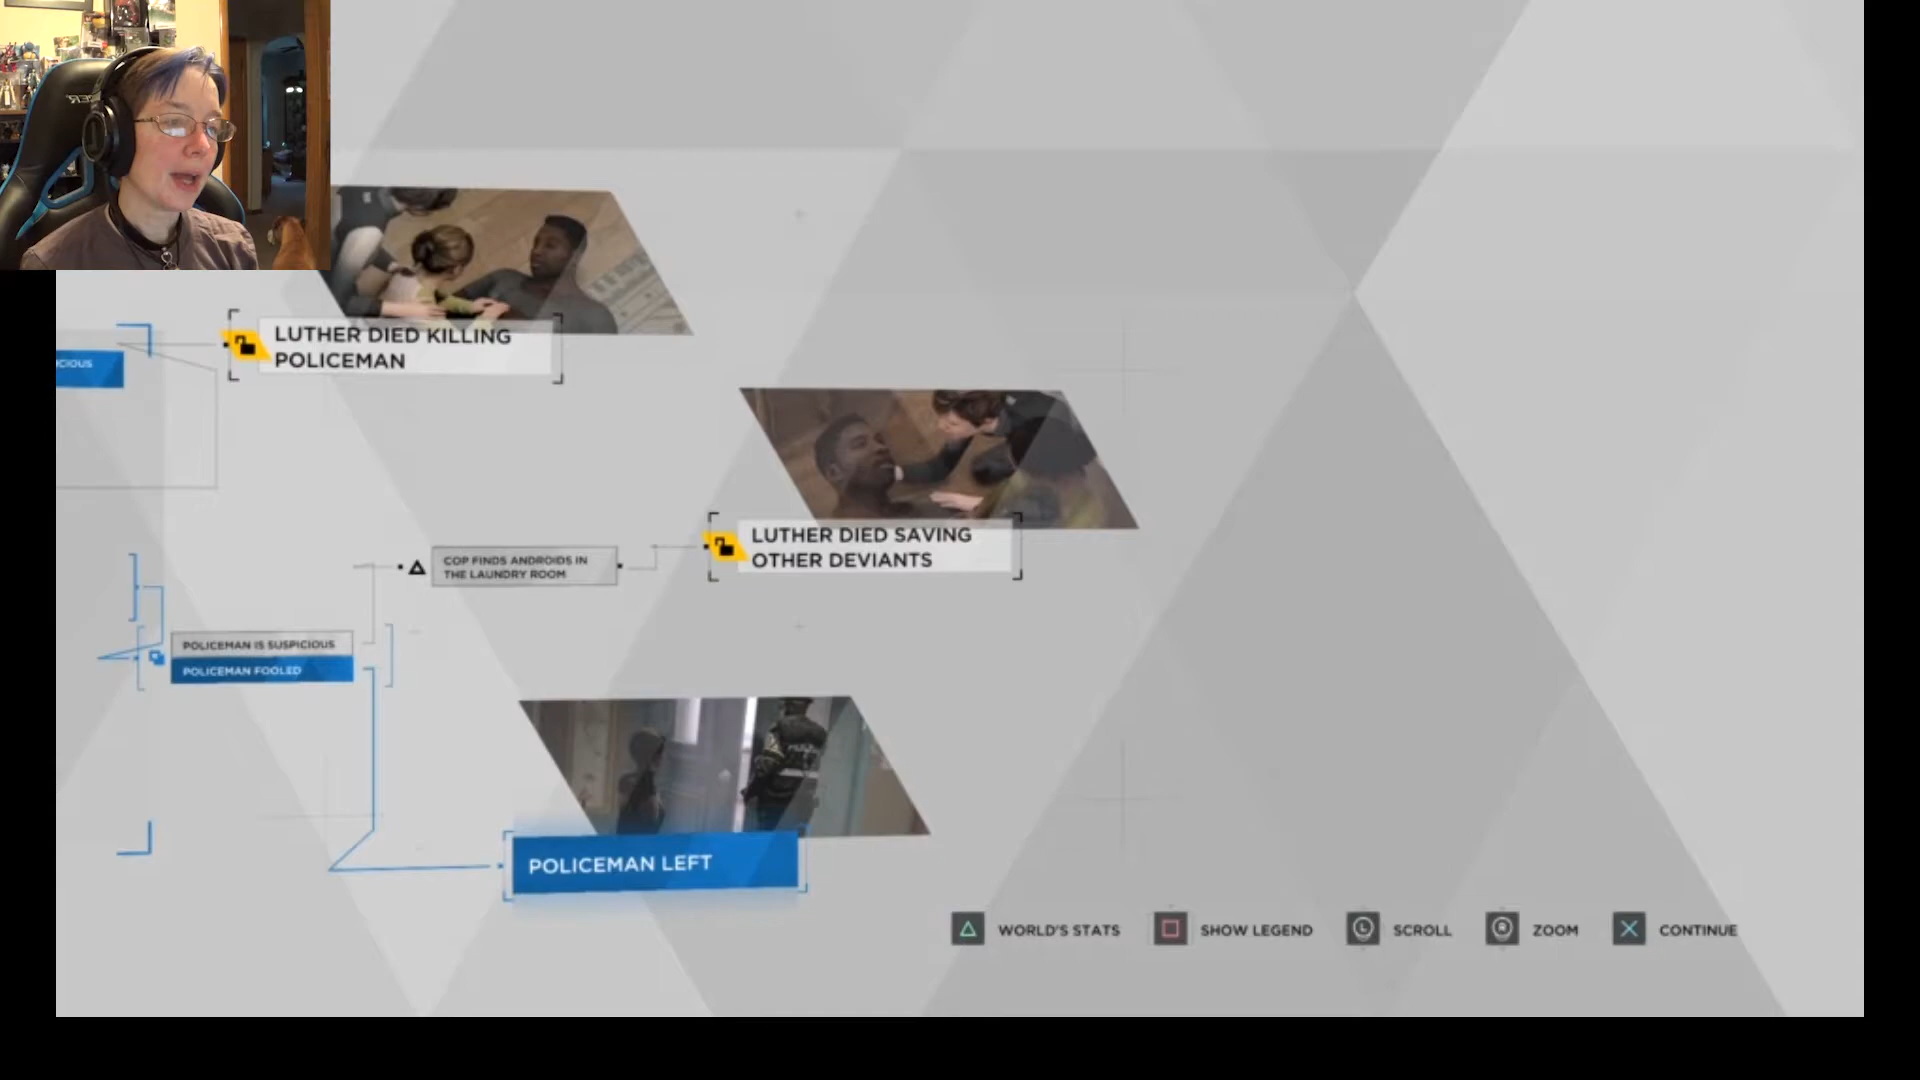 LUTHER DIED KILLING
POLICEMAN
CIOUS
LUTHER DIED SAVING
OTHER DEVIANTS
COP FINDS ANDROIDS IN
THE LAUNDRY ROOM
POLICEMAN IS SUSPICIOUS
POLICEMAN FOOLED
POLICEMAN LEFT
WORLD'S STATS
SHOW LEGEND
L
SCROLL
R
ZOOM
CONTINUE